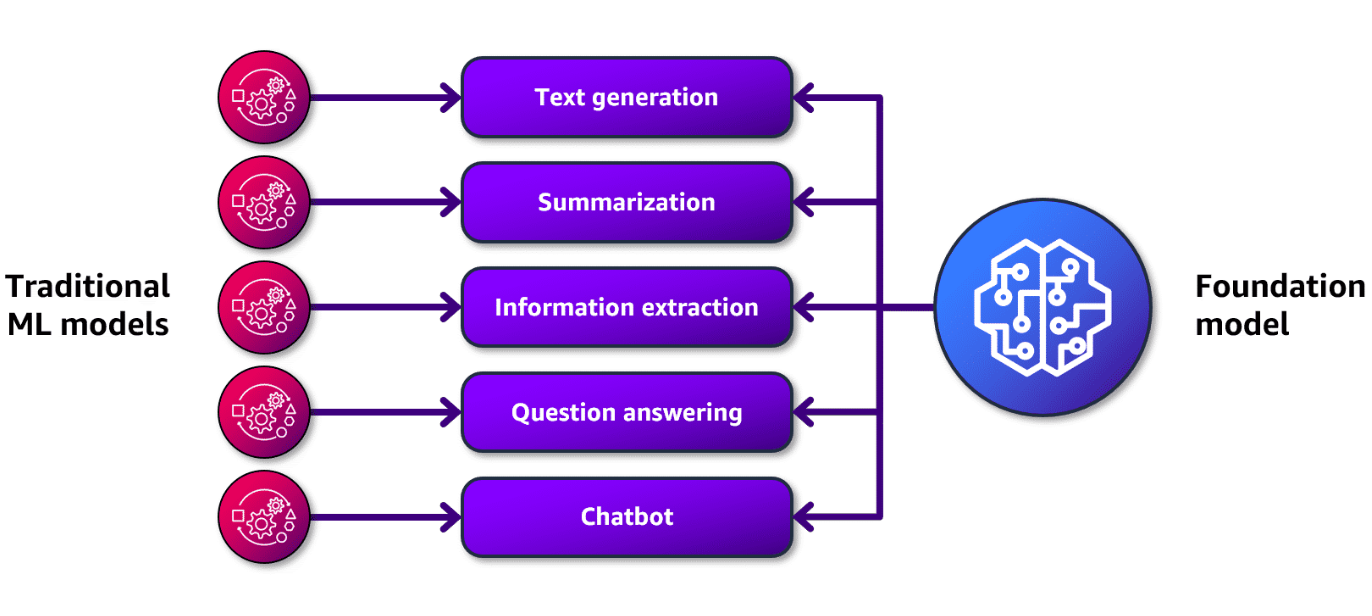 Text generation
Summarization
Traditional
ML models
Information extraction
Foundation
model
Question answering
Chatbot